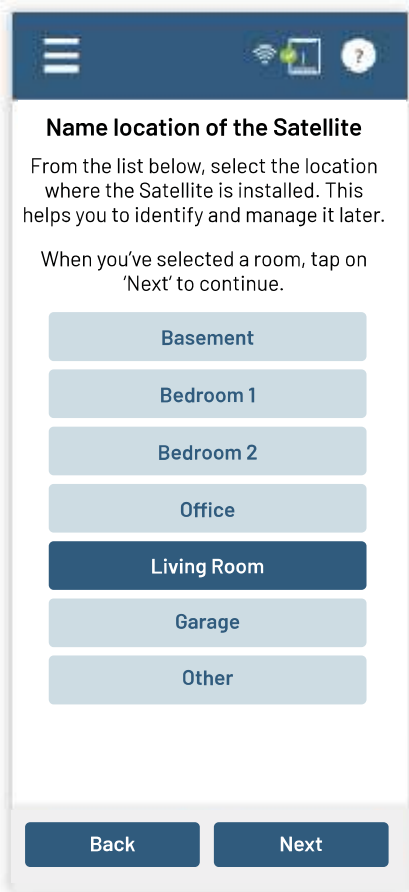 ?
Name location of the Satellite
From the list below, select the location
where the Satellite is installed. This
helps you to identify and manage it later.
When you've selected a room, tap on
'Next' to continue.
Basement
Bedroom 1
Bedroom 2
Office
Living Room
Garage
Other
Back
Next